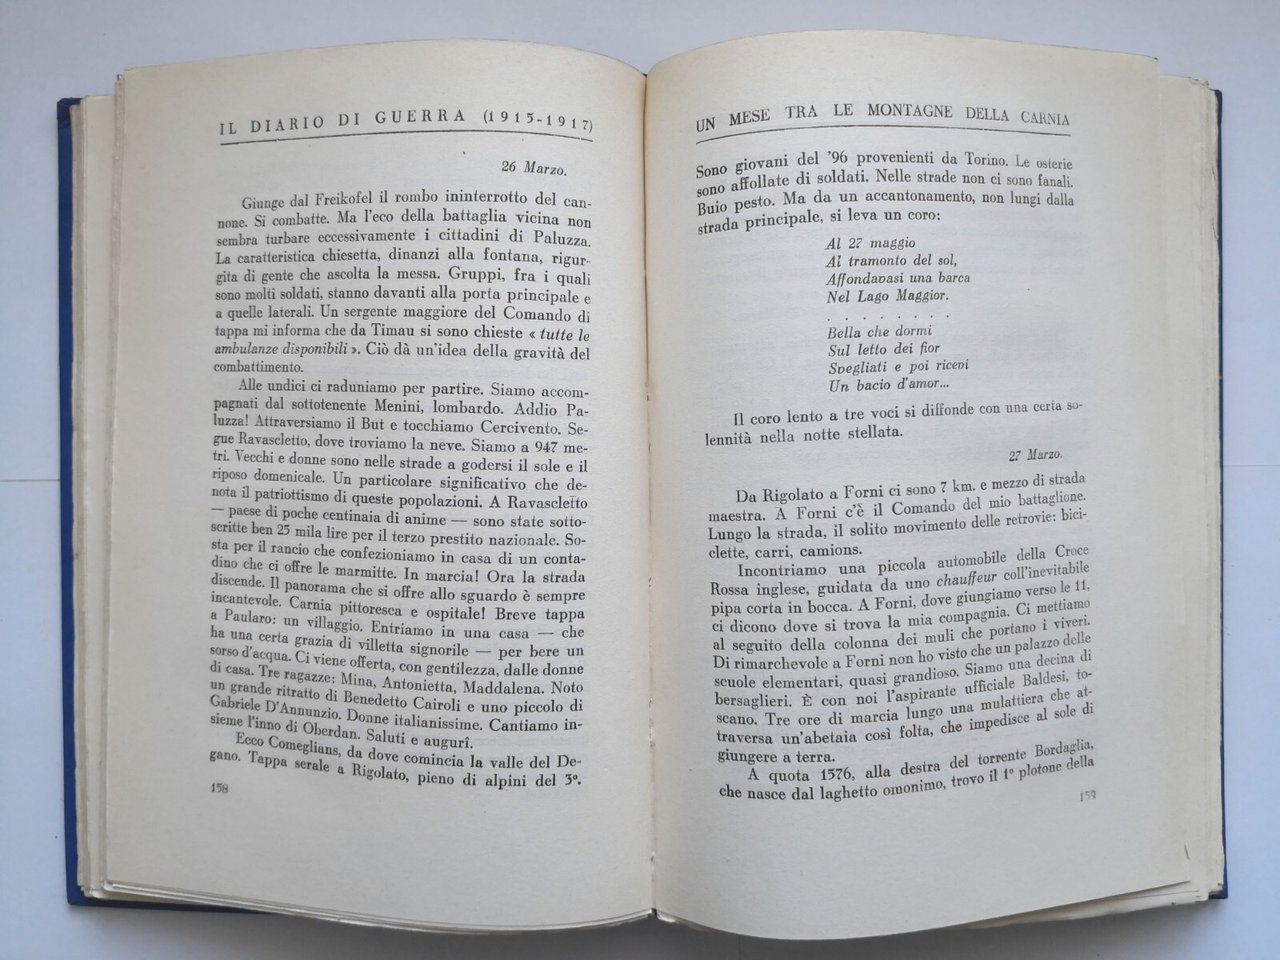 IL DIARIO DI GUERRA (1915-1917)
26 Marzo.
Giunge dal Freikofel il rombo ininterrotto del can-
none. Si combatte. Ma l'eco della battaglia vicina non
sembra turbare eccessivamente i cittadini di Paluzza.
La caratteristica chiesetta, dinanzi alla fontana, rigur-
gita di gente che ascolta la messa. Gruppi, fra i quali
sono molti soldati, stanno davanti alla porta principale e
a quelle laterali. Un sergente maggiore del Comando di
tappa mi informa che da Timau si sono chieste « tutte le
ambulanze disponibili ». Ciò dà un'idea della gravità del
combattimento.
Alle undici ci raduniamo per partire. Siamo accom-
pagnati dal sottotenente Menini, lombardo. Addio Pa-
luzza! Attraversiamo il But e tocchiamo Cercivento. Se-
gue Ravascletto, dove troviamo la neve. Siamo a 947 me-
tri. Vecchi e donne sono nelle strade a godersi il sole e il
riposo domenicale. Un particolare significativo che de-
nota il patriottismo di queste popolazioni. A Ravascletto
— paese di poche centinaia di anime — sono state sotto-
scritte ben 25 mila lire per il terzo prestito nazionale. So-
sta per il rancio che confezioniamo in casa di un conta-
dino che ci offre le marmitte. In marcia! Ora la strada
discende. Il panorama che si offre allo sguardo è sempre
incantevole. Carnia pittoresca e ospitale! Breve tappa
a Paularo: un villaggio. Entriamo in una casa — che
ha una certa grazia di villetta signorile — per bere un
sorso d'acqua. Ci viene offerta, con gentilezza, dalle donne
di casa. Tre ragazze: Mina, Antonietta, Maddalena. Noto
un grande ritratto di Benedetto Cairoli e uno piccolo di
Gabriele D'Annunzio. Donne italianissime. Cantiamo in-
sieme l'inno di Oberdan. Saluti e augurî.
Ecco Comeglians, da dove comincia la valle del De-
gano. Tappa serale a Rigolato, pieno di alpini del 3º.
158
UN MESE TRA LE MONTAGNE DELLA CARNIA
Sono giovani del '96 provenienti da Torino. Le osterie
sono affollate di soldati. Nelle strade non ci sono fanali.
Buio pesto. Ma da un accantonamento, non lungi dalla
strada principale, si leva un coro:
Al 27 maggio
Al tramonto del sol,
Affondavasi una barca
Nel Lago Maggior.
. . . . . . . .
Bella che dormi
Sul letto dei fior
Svegliati e poi ricevi
Un bacio d'amor...
Il coro lento a tre voci si diffonde con una certa so-
lennità nella notte stellata.
27 Marzo.
Da Rigolato a Forni ci sono 7 km. e mezzo di strada
maestra. A Forni c'è il Comando del mio battaglione.
Lungo la strada, il solito movimento delle retrovie: bici-
clette, carri, camions.
Incontriamo una piccola automobile della Croce
Rossa inglese, guidata da uno chauffeur coll'inevitabile
pipa corta in bocca. A Forni, dove giungiamo verso le 11,
ci dicono dove si trova la mia compagnia. Ci mettiamo
al seguito della colonna dei muli che portano i viveri.
Di rimarchevole a Forni non ho visto che un palazzo delle
scuole elementari, quasi grandioso. Siamo una decina di
bersaglieri. È con noi l'aspirante ufficiale Baldesi, to-
scano. Tre ore di marcia lungo una mulattiera che at-
traversa un'abetaia così folta, che impedisce al sole di
giungere a terra.
A quota 1576, alla destra del torrente Bordaglia,
che nasce dal laghetto omonimo, trovo il 1º plotone della
159